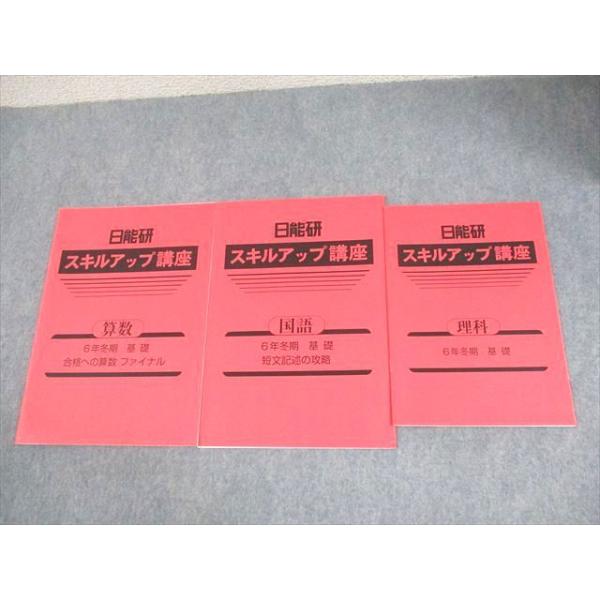 日能研
スキルアップ講座
算数
6年冬期 基礎
合格への算数 ファイナル
日能研
スキルアップ講座
国語
6年冬期 基礎
短文記述の攻略
日能研
スキルアップ講座
理科
6年冬期 基礎